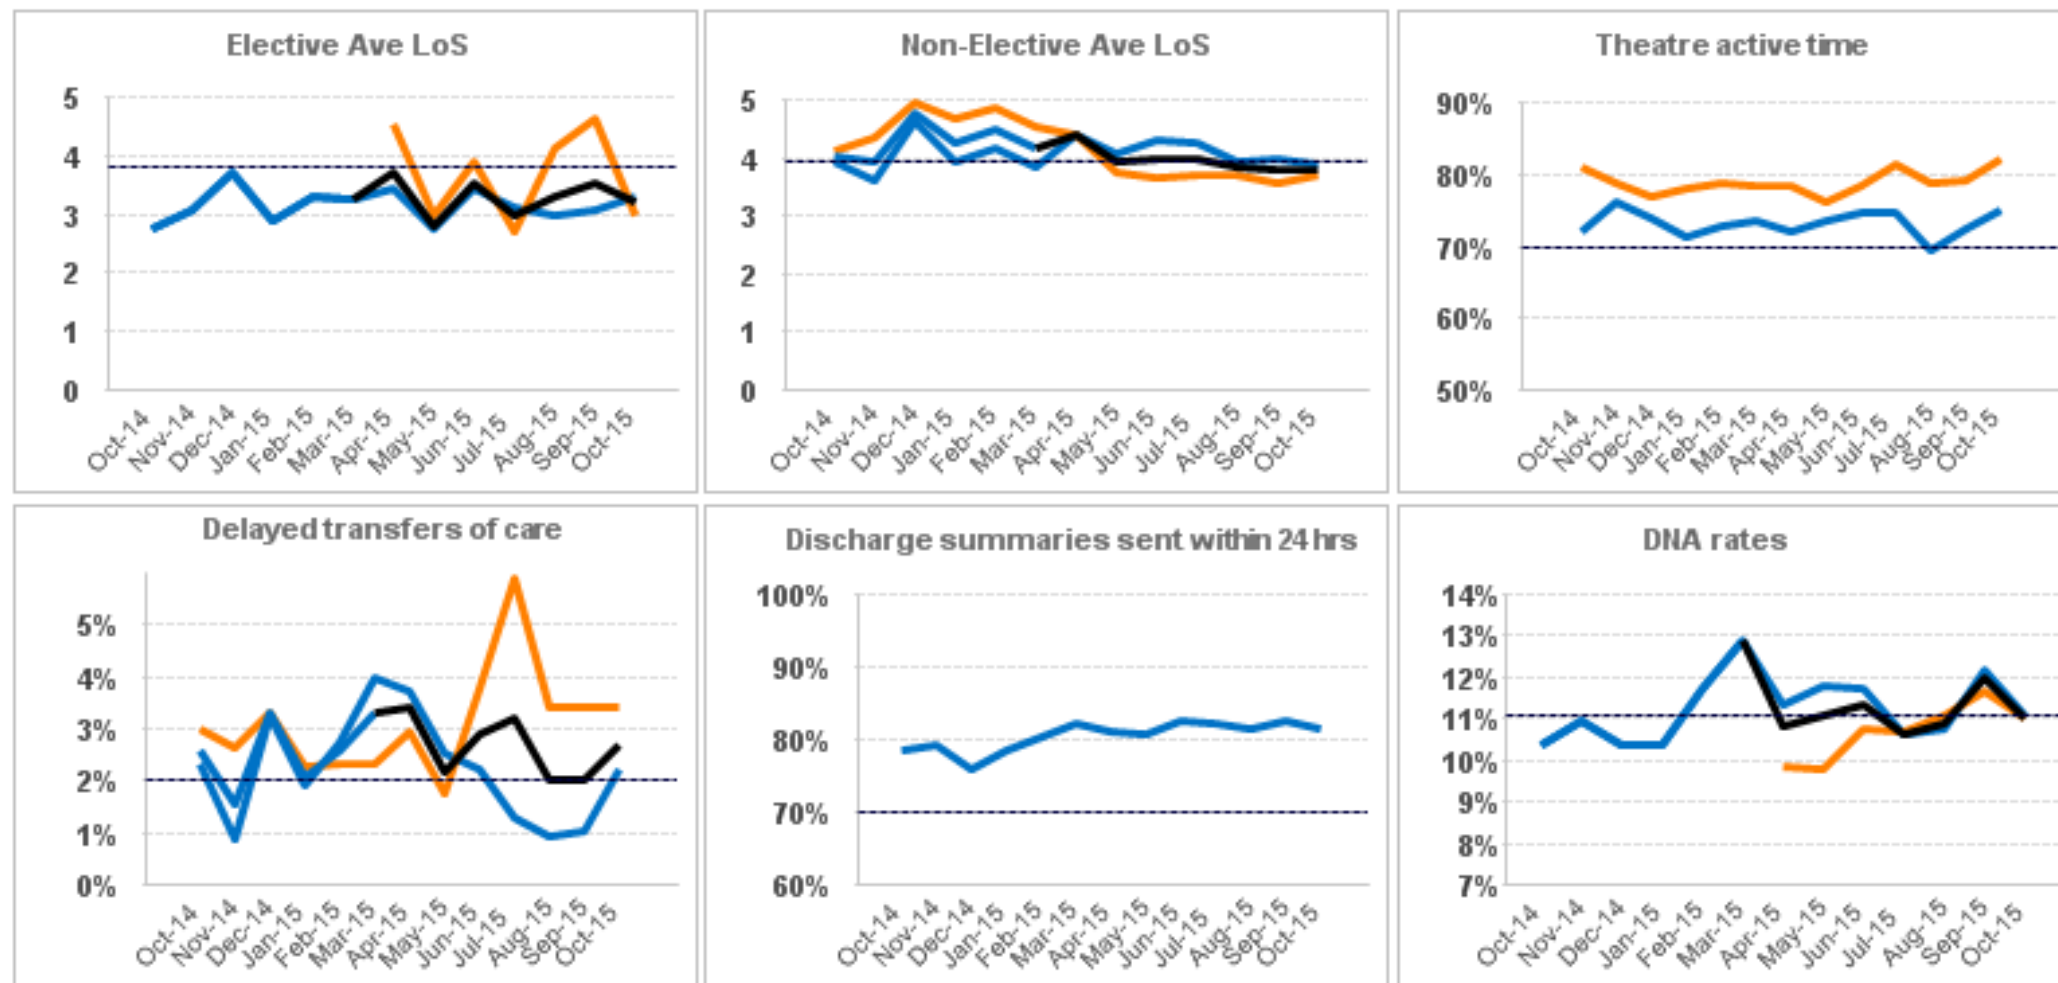 Elective Ave LoS
5
4
3
2
1
0
Oct-14
Nov-14
Dec-14
Jan-15
Feb-15
Mar-15
Apr-15
May-15
Jun-15
Jul-15
Aug-15
Sep-15
Oct-15
Non-Elective Ave LoS
5
4
3
2
1
0
Oct-14
Nov-14
Dec-14
Jan-15
Feb-15
Mar-15
Apr-15
May-15
Jun-15
Jul-15
Aug-15
Sep-15
Oct-15
Theatre active time
90%
80%
70%
60%
50%
Oct-14
Nov-14
Dec-14
Jan-15
Feb-15
Mar-15
Apr-15
May-15
Jun-15
Jul-15
Aug-15
Sep-15
Oct-15
Delayed transfers of care
5%
4%
3%
2%
1%
0%
Oct-14
Nov-14
Dec-14
Jan-15
Feb-15
Mar-15
Apr-15
May-15
Jun-15
Jul-15
Aug-15
Sep-15
Oct-15
Discharge summaries sent within 24 hrs
100%
90%
80%
70%
60%
Oct-14
Nov-14
Dec-14
Jan-15
Feb-15
Mar-15
Apr-15
May-15
Jun-15
Jul-15
Aug-15
Sep-15
Oct-15
DNA rates
14%
13%
12%
11%
10%
9%
8%
7%
Oct-14
Nov-14
Dec-14
Jan-15
Feb-15
Mar-15
Apr-15
May-15
Jun-15
Jul-15
Aug-15
Sep-15
Oct-15